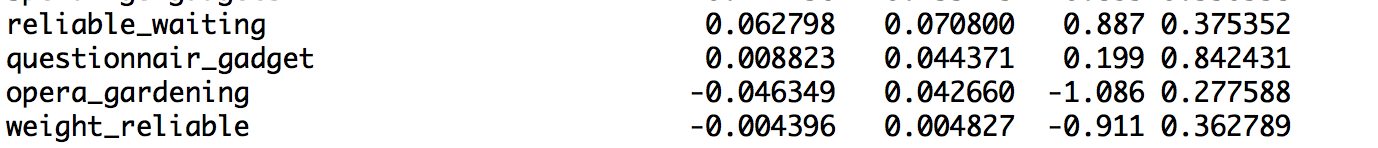 reliable_waiting 0.062798 0.070800 0.887 0.375352
questionnair_gadget 0.008823 0.044371 0.199 0.842431
opera_gardening -0.046349 0.042660 -1.086 0.277588
weight_reliable -0.004396 0.004827 -0.911 0.362789